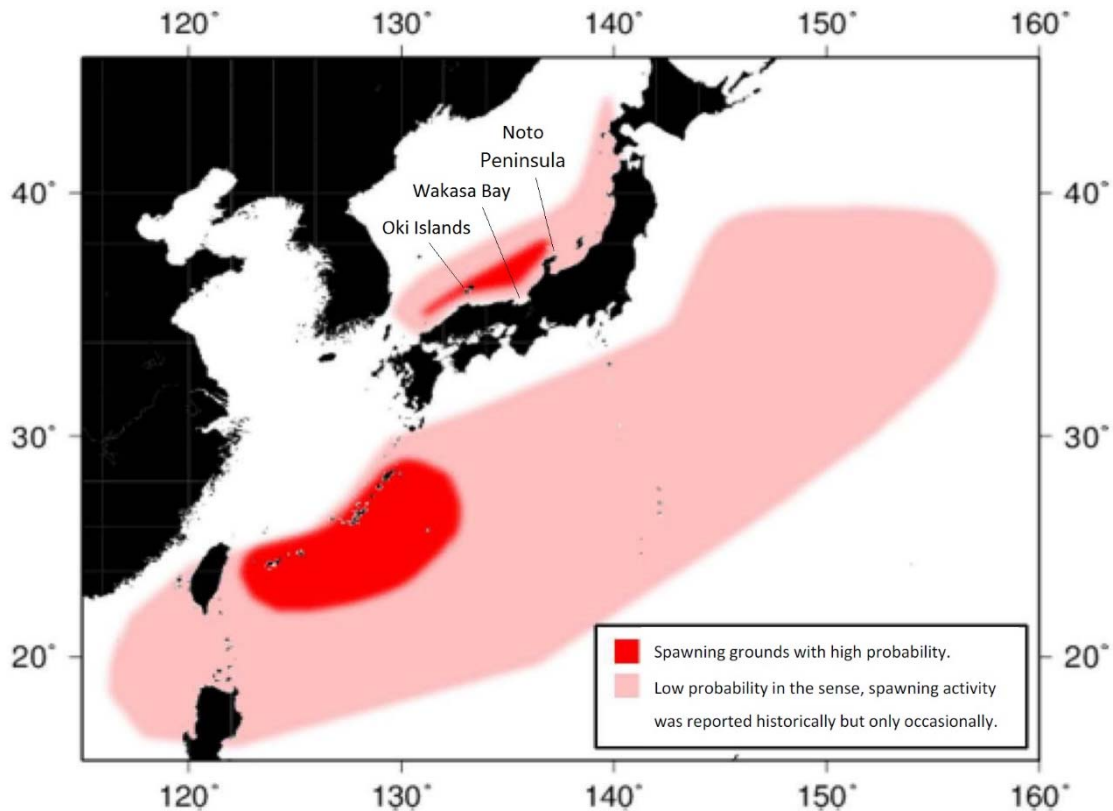 120° 130° 140° 150° 160°
Noto
Peninsula
40° 40°
Wakasa Bay
Oki Islands
30° 30°
20° 20°
Spawning grounds with high probability.
Low probability in the sense, spawning activity
was reported historically but only occasionally.
120° 130° 140° 150° 160°